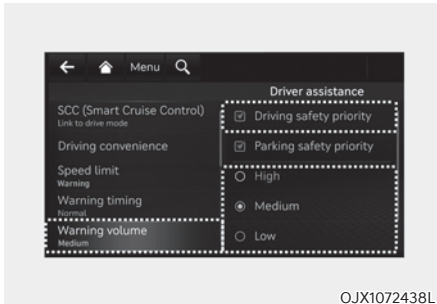 Menu
Driver assistance
SCC (Smart Cruise Control)
Link to drive mode
Driving convenience
Speed limit
Warning
Warning timing
Normal
Warning volume
Medium
Driving safety priority
Parking safety priority
High
Medium
Low
OJX1072438L